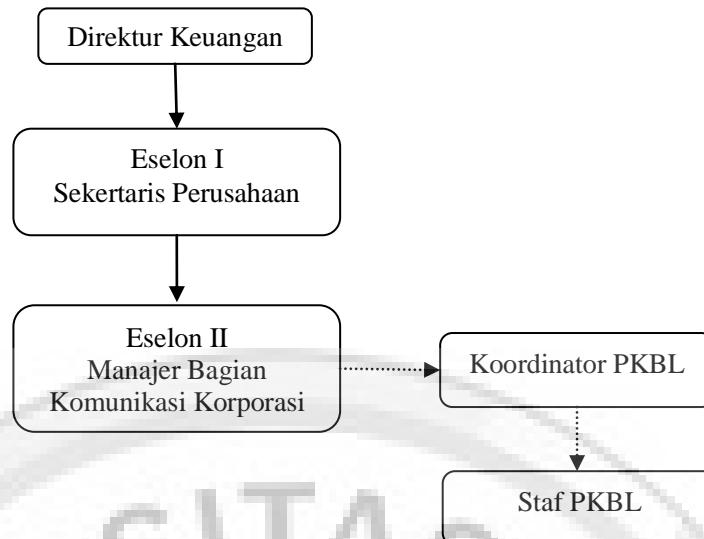 Direktur Keuangan
Eselon I
Sekertaris Perusahaan
Eselon II
Manajer Bagian
Komunikasi Korporasi
Koordinator PKBL
Staf PKBL